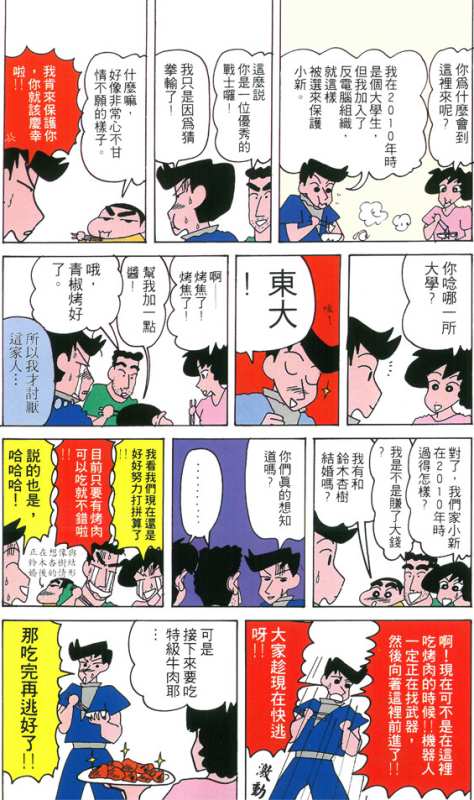 你為什麼會到
這裡來呢?
我在2010年時
是個大學生,
但我加入了
反電腦組織,
就這樣
被選來保護
小新。
這麼說
你是一位優秀的
戰士囉!
我只是因為猜
拳輸了!
什麼嘛,
好像非常心不甘
情不願的樣子。
我肯來保護你
,你就該慶幸
啦!!
你唸哪一所
大學?
東大
!
啊——
烤焦了!
烤焦了!
幫我加一點
醬!
哦,
青椒烤好
了。
所以我才討厭
這家人…
對了,我們家小新
在2010年時
過得怎樣?
我是不是賺了大錢
?
我有和
鈴木杏樹
結婚嗎?
你們真的想知
道嗎?
………
………
我看我們現在還是
好好努力打拼算了
!!
目前只要有烤肉
可以吃就不錯啦
!!
說的也是,
哈哈哈!
正在想像與
鈴木杏樹結
婚後的情形
啊!現在可不是在這裡
吃烤肉的時候!!機器人
一定正在找武器,
然後向著這裡前進了!!
大家趁現在快逃
呀!!
激動
可是
接下來要吃
特級牛肉耶
…
那吃完再逃好了!!